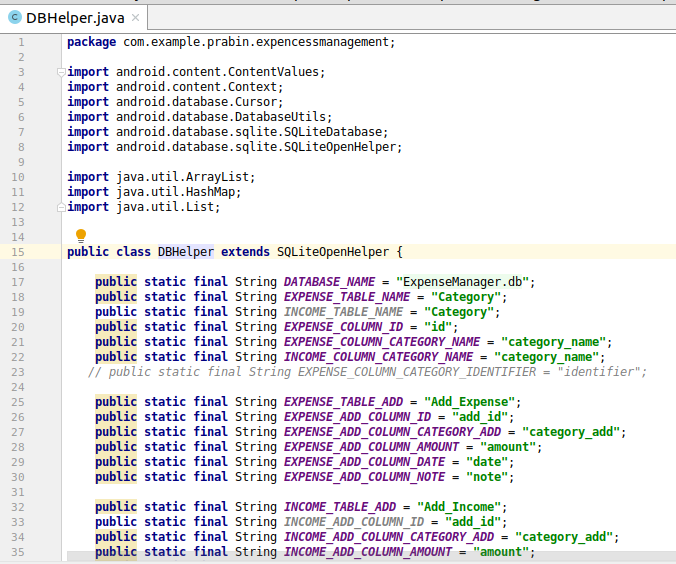 DBHelper.java
1 package com.example.prabin.expencessmanagement;
2
3 import android.content.ContentValues;
4 import android.content.Context;
5 import android.database.Cursor;
6 import android.database.DatabaseUtils;
7 import android.database.sqlite.SQLiteDatabase;
8 import android.database.sqlite.SQLiteOpenHelper;
9
10 import java.util.ArrayList;
11 import java.util.HashMap;
12 import java.util.List;
13
14
15 public class DBHelper extends SQLiteOpenHelper {
16
17 public static final String DATABASE_NAME = "ExpenseManager.db";
18 public static final String EXPENSE_TABLE_NAME = "Category";
19 public static final String INCOME_TABLE_NAME = "Category";
20 public static final String EXPENSE_COLUMN_ID = "id";
21 public static final String EXPENSE_COLUMN_CATEGORY_NAME = "category_name";
22 public static final String INCOME_COLUMN_CATEGORY_NAME = "category_name";
23 // public static final String EXPENSE_COLUMN_CATEGORY_IDENTIFIER = "identifier";
24
25 public static final String EXPENSE_TABLE_ADD = "Add_Expense";
26 public static final String EXPENSE_ADD_COLUMN_ID = "add_id";
27 public static final String EXPENSE_ADD_COLUMN_CATEGORY_ADD = "category_add";
28 public static final String EXPENSE_ADD_COLUMN_AMOUNT = "amount";
29 public static final String EXPENSE_ADD_COLUMN_DATE = "date";
30 public static final String EXPENSE_ADD_COLUMN_NOTE = "note";
31
32 public static final String INCOME_TABLE_ADD = "Add_Income";
33 public static final String INCOME_ADD_COLUMN_ID = "add_id";
34 public static final String INCOME_ADD_COLUMN_CATEGORY_ADD = "category_add";
35 public static final String INCOME_ADD_COLUMN_AMOUNT = "amount";